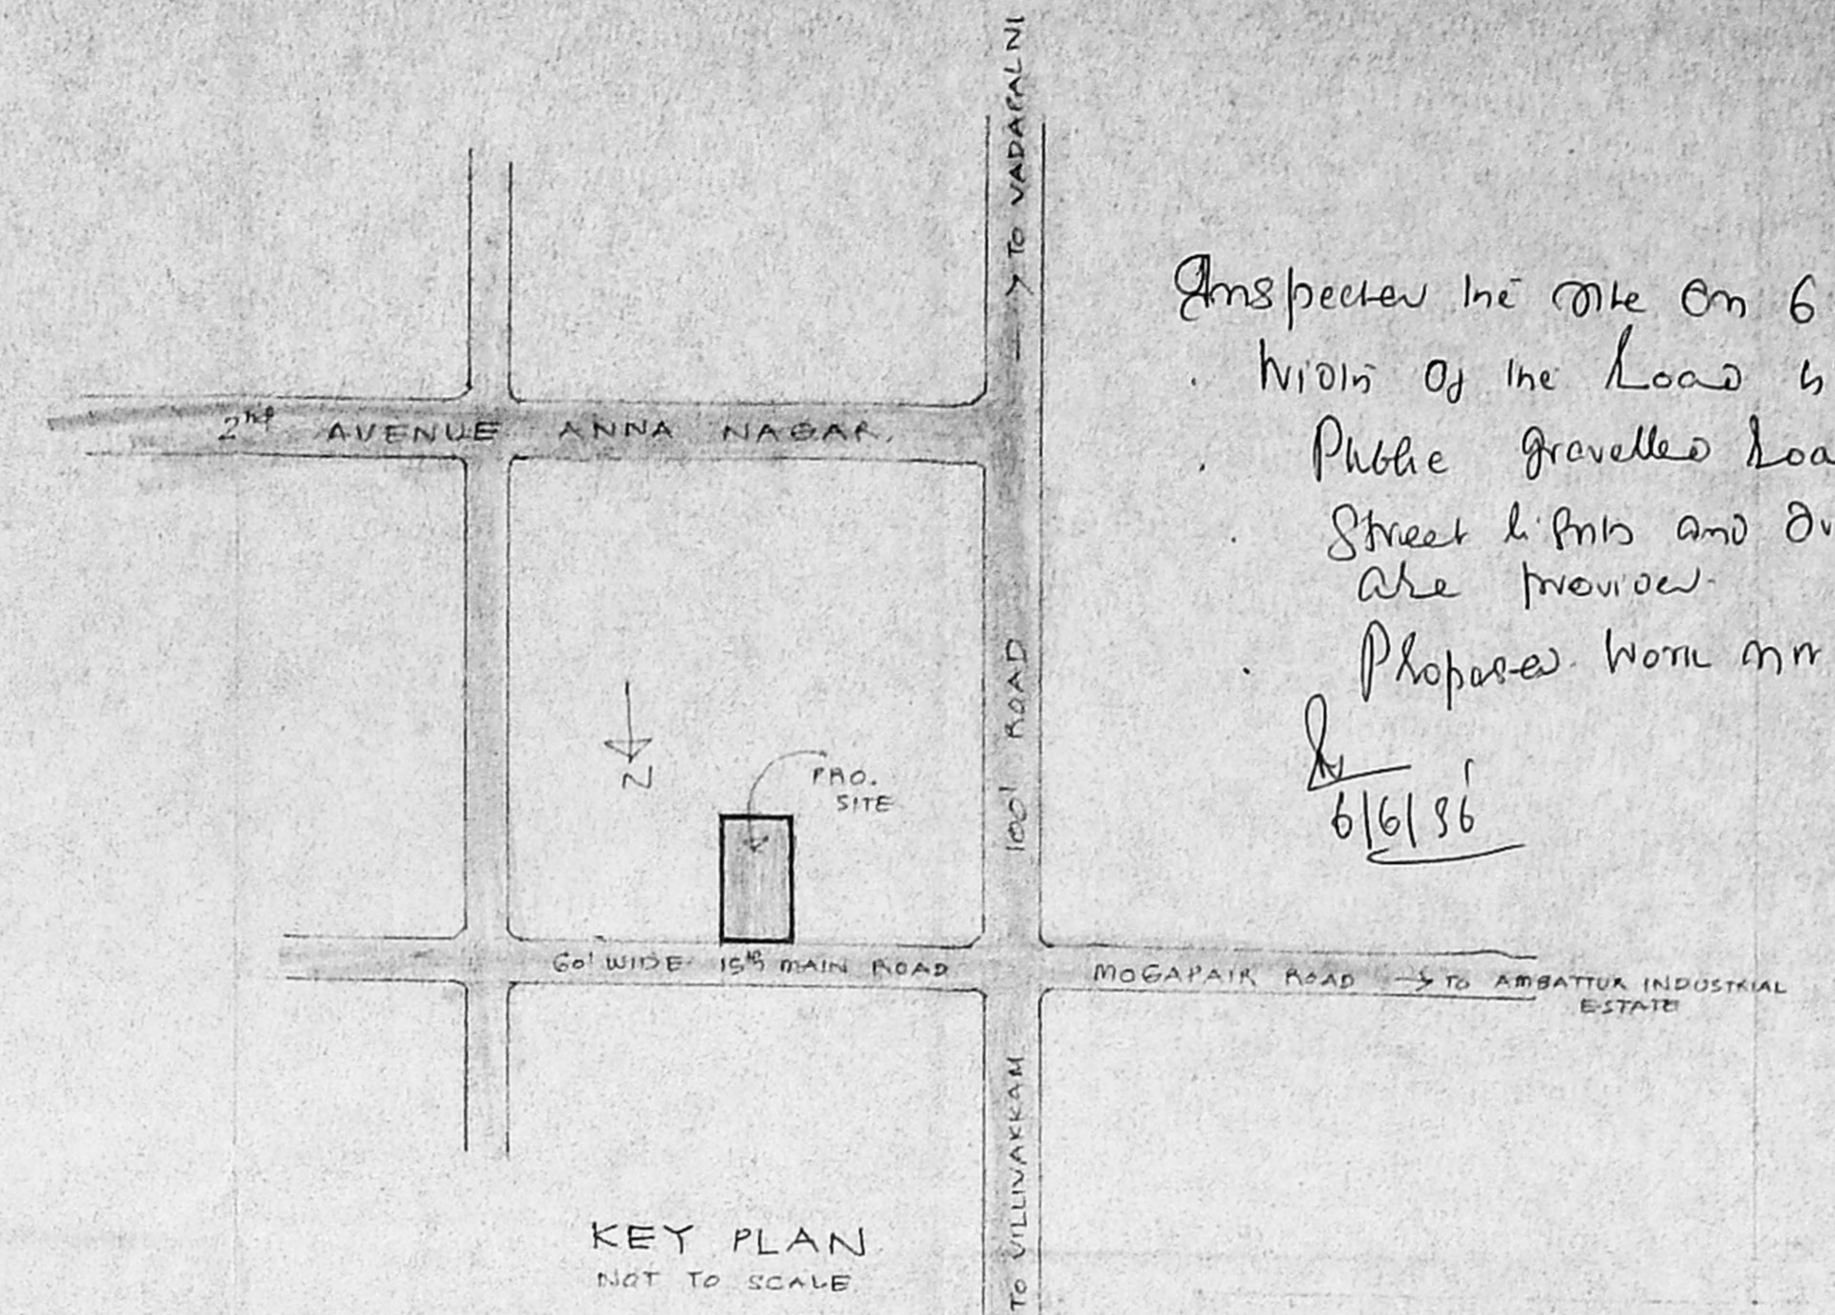 → TO VADAPALNI
2nd AVENUE ANNA NAGAR.
100' ROAD
N
PRO.
SITE
60' WIDE 15th MAIN ROAD
MOGAPAIR ROAD → TO AMBATTUR INDUSTRIAL
ESTATE
TO VILLIVAKKAM
KEY PLAN
NOT TO SCALE
Inspected the site on 6
Width of the Road is
Public gravelled Roa
Street lights and
are provided.
Proposed work
6/6/96